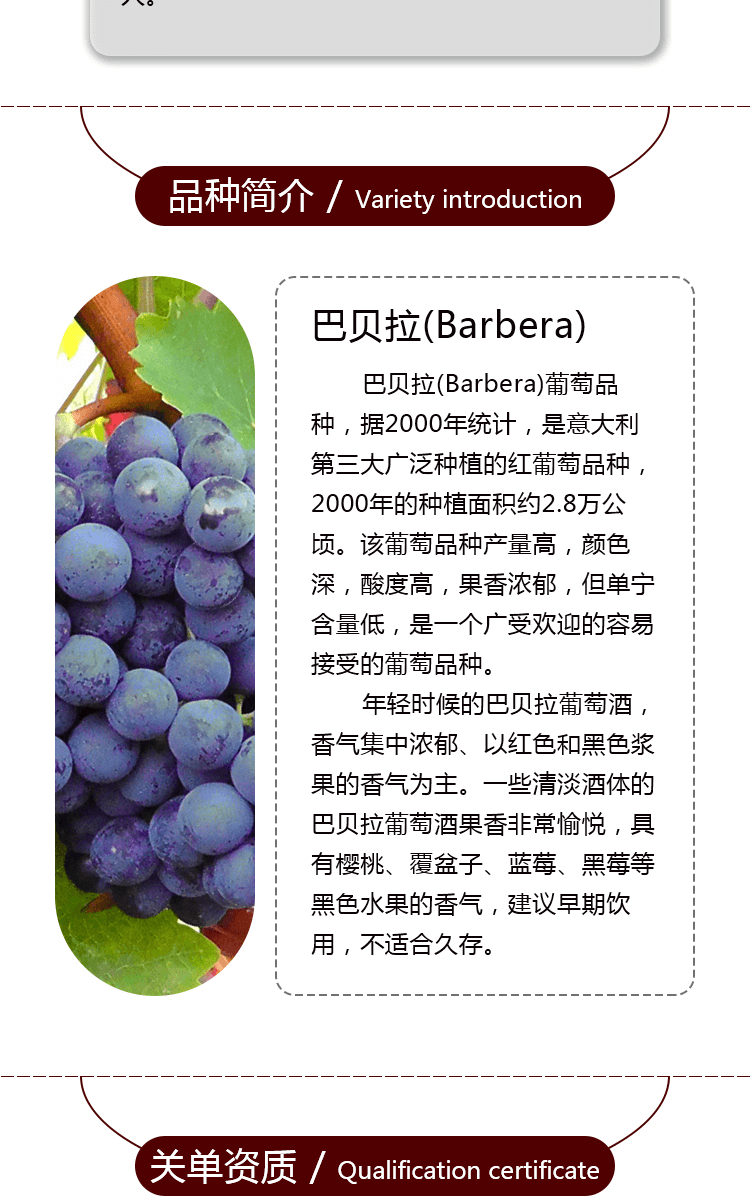 品种简介 / Variety introduction
巴贝拉(Barbera)
巴贝拉(Barbera)葡萄品
种，据2000年统计，是意大利
第三大广泛种植的红葡萄品种，
2000年的种植面积约2.8万公
顷。该葡萄品种产量高，颜色
深，酸度高，果香浓郁，但单宁
含量低，是一个广受欢迎的容易
接受的葡萄品种。
年轻时候的巴贝拉葡萄酒，
香气集中浓郁、以红色和黑色浆
果的香气为主。一些清淡酒体的
巴贝拉葡萄酒果香非常愉悦，具
有樱桃、覆盆子、蓝莓、黑莓等
黑色水果的香气，建议早期饮
用，不适合久存。
关单资质 / Qualification certificate